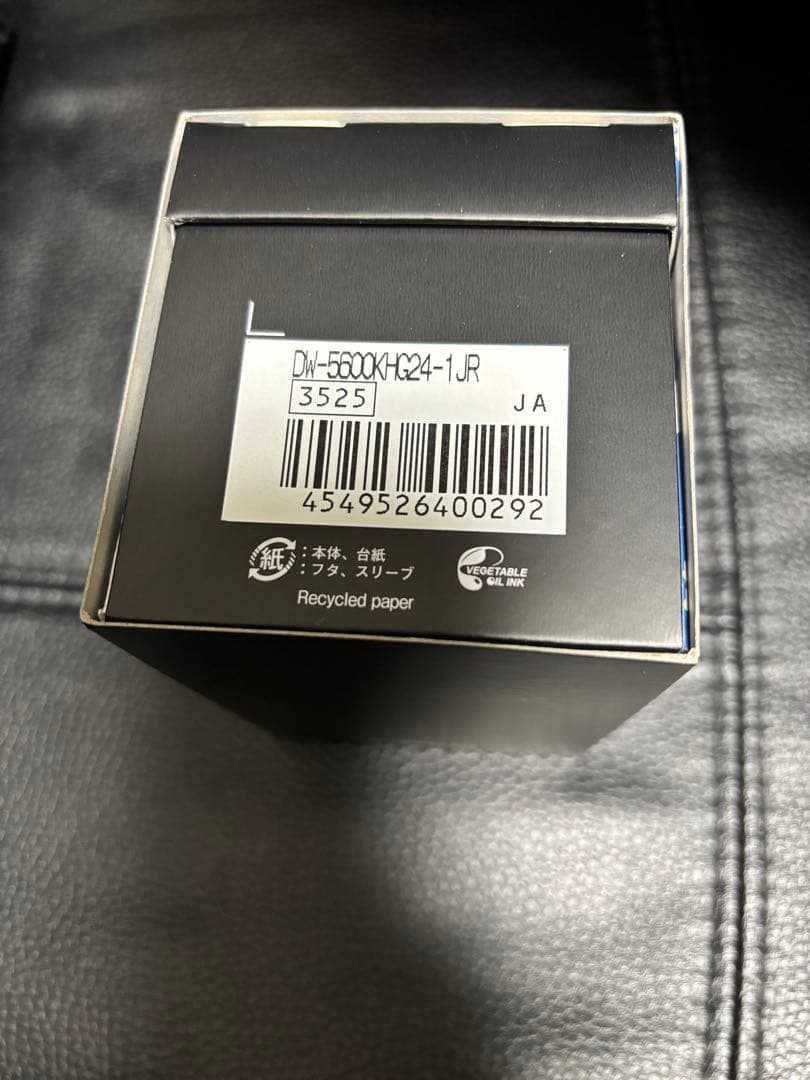 DW-5600KHG24-1JR
3525
JA
4549526400292
紙 :本体、台紙
:フタ、スリーブ
Recycled paper
VEGETABLE
OIL INK